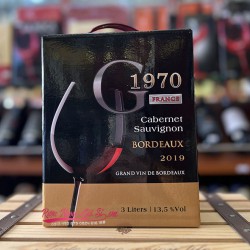 G
1970
FRANCE
Cabernet
Sauvignon
BORDEAUX
2019
GRAND VIN DE BORDEAUX
3 Liters | 13.5 %Vol